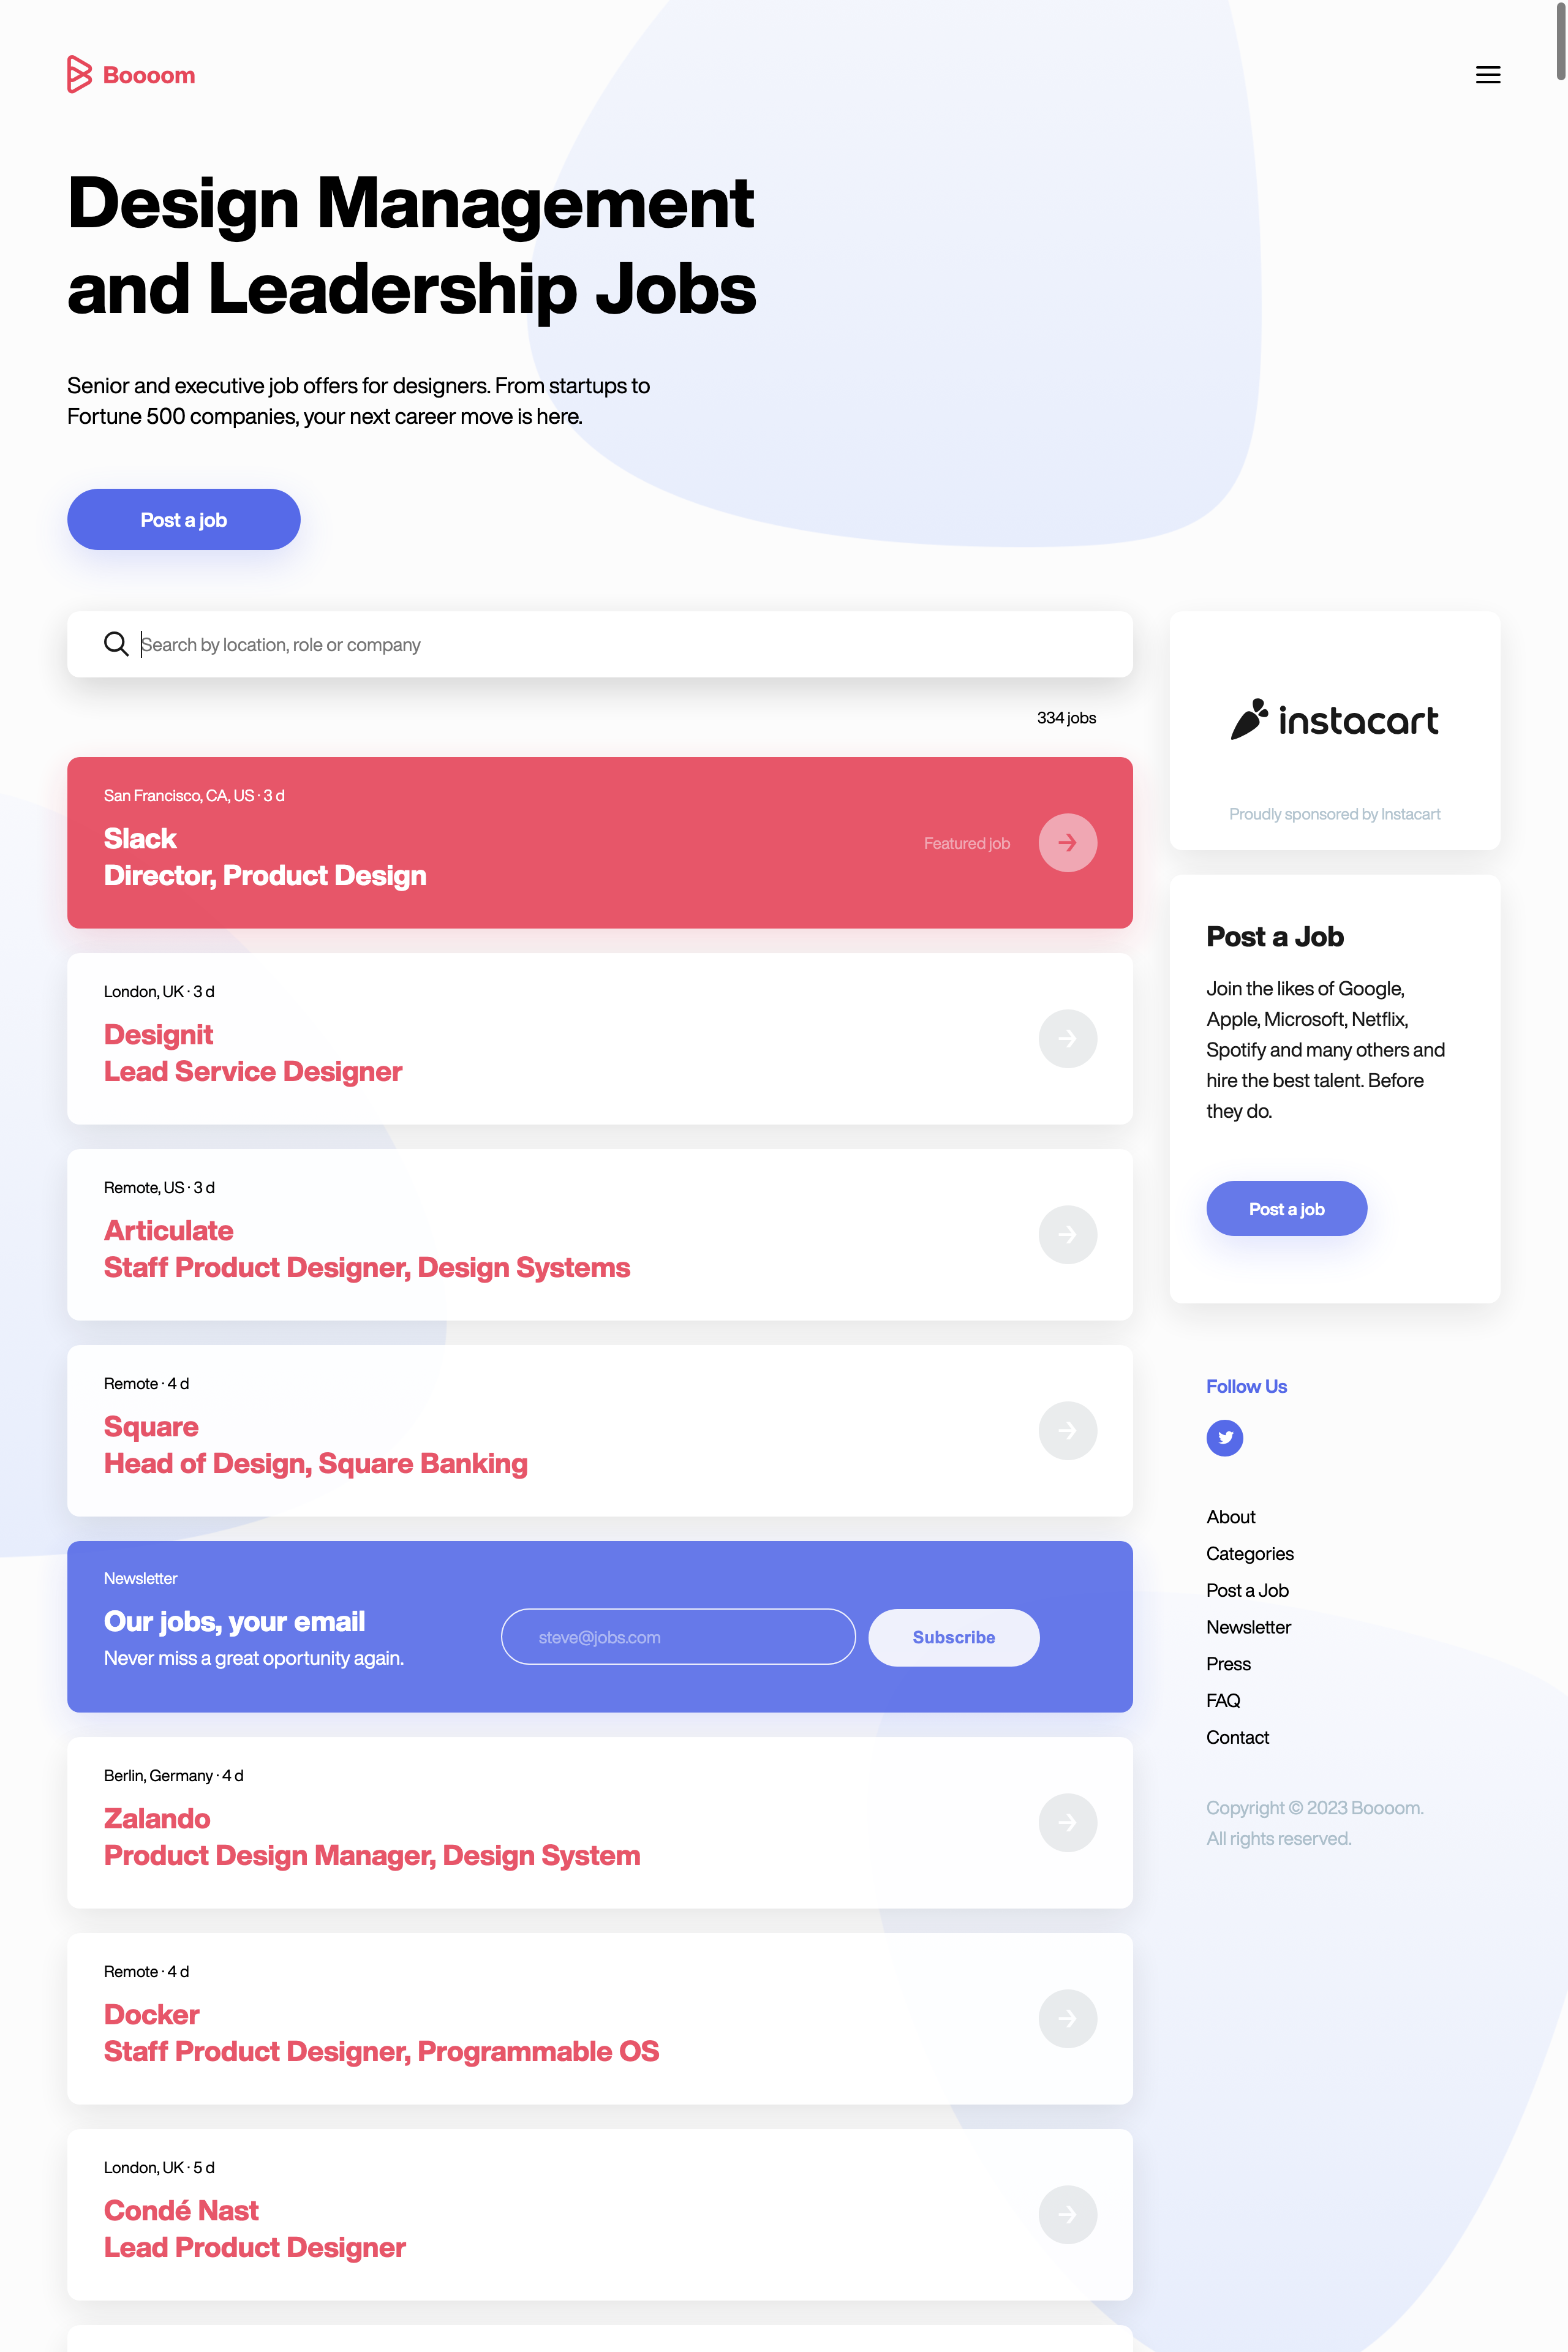 Boooom
Design Management
and Leadership Jobs
Senior and executive job offers for designers. From startups to
Fortune 500 companies, your next career move is here.
Post a job
Search by location, role or company
334 jobs
San Francisco, CA, US · 3 d
Slack
Director, Product Design
Featured job
London, UK · 3 d
Designit
Lead Service Designer
Remote, US · 3 d
Articulate
Staff Product Designer, Design Systems
Remote · 4 d
Square
Head of Design, Square Banking
Newsletter
Our jobs, your email
Never miss a great oportunity again.
steve@jobs.com
Subscribe
Berlin, Germany · 4 d
Zalando
Product Design Manager, Design System
Remote · 4 d
Docker
Staff Product Designer, Programmable OS
London, UK · 5 d
Condé Nast
Lead Product Designer
instacart
Proudly sponsored by Instacart
Post a Job
Join the likes of Google,
Apple, Microsoft, Netflix,
Spotify and many others and
hire the best talent. Before
they do.
Post a job
Follow Us
About
Categories
Post a Job
Newsletter
Press
FAQ
Contact
Copyright © 2023 Boooom.
All rights reserved.